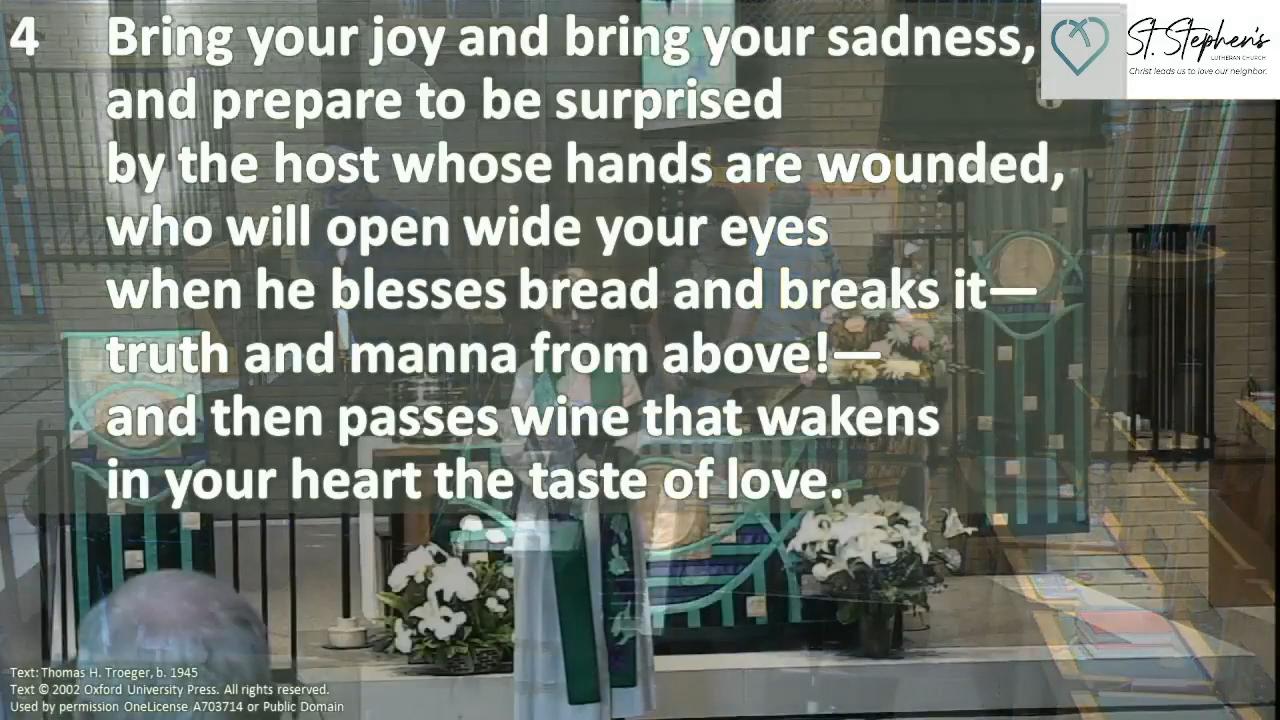 4 Bring your joy and bring your sadness,
and prepare to be surprised
by the host whose hands are wounded,
who will open wide your eyes
when he blesses bread and breaks it—
truth and manna from above!—
and then passes wine that wakens
in your heart the taste of love.
St. Stephen's
LUTHERAN CHURCH
Christ leads us to love our neighbor.
Text: Thomas H. Troeger, b. 1945
Text © 2002 Oxford University Press. All rights reserved.
Used by permission OneLicense A703714 or Public Domain